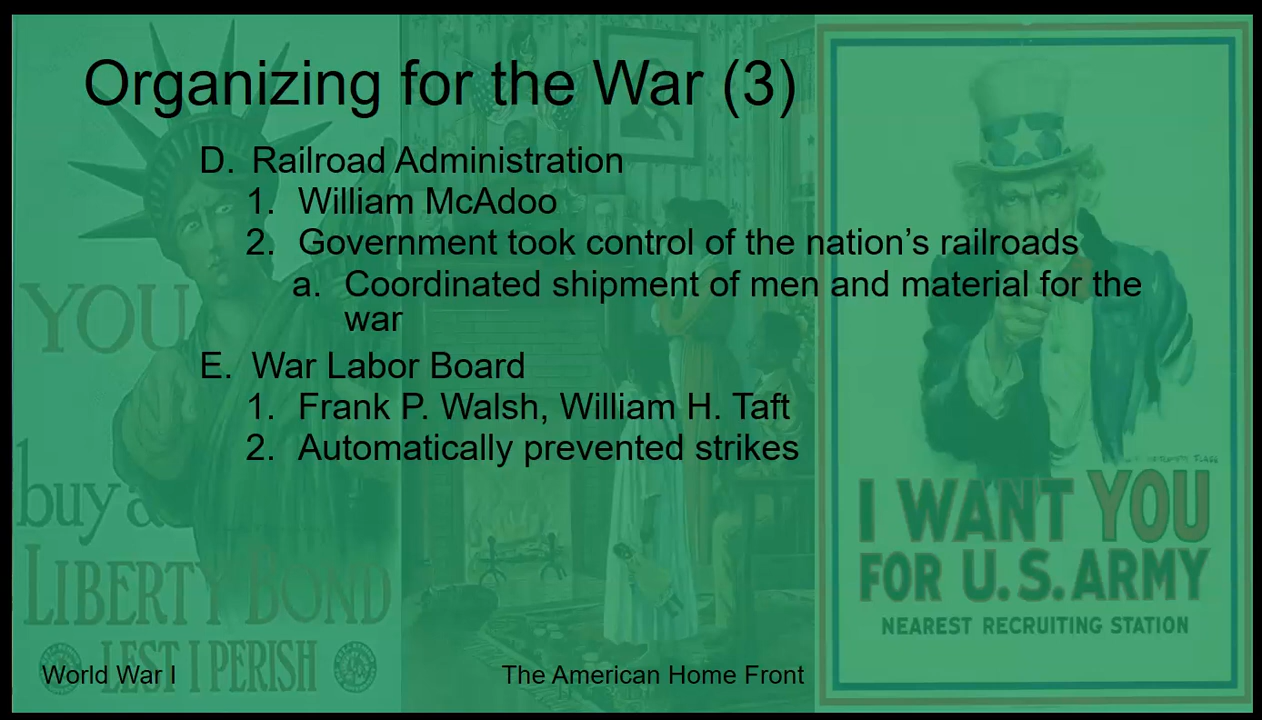 Organizing for the War (3)
D. Railroad Administration
1. William McAdoo
2. Government took control of the nation’s railroads
a. Coordinated shipment of men and material for the
war
E. War Labor Board
1. Frank P. Walsh, William H. Taft
2. Automatically prevented strikes
YOU
buy a
LIBERTY BOND
LEST I PERISH
I WANT YOU
FOR U.S. ARMY
NEAREST RECRUITING STATION
World War I
The American Home Front